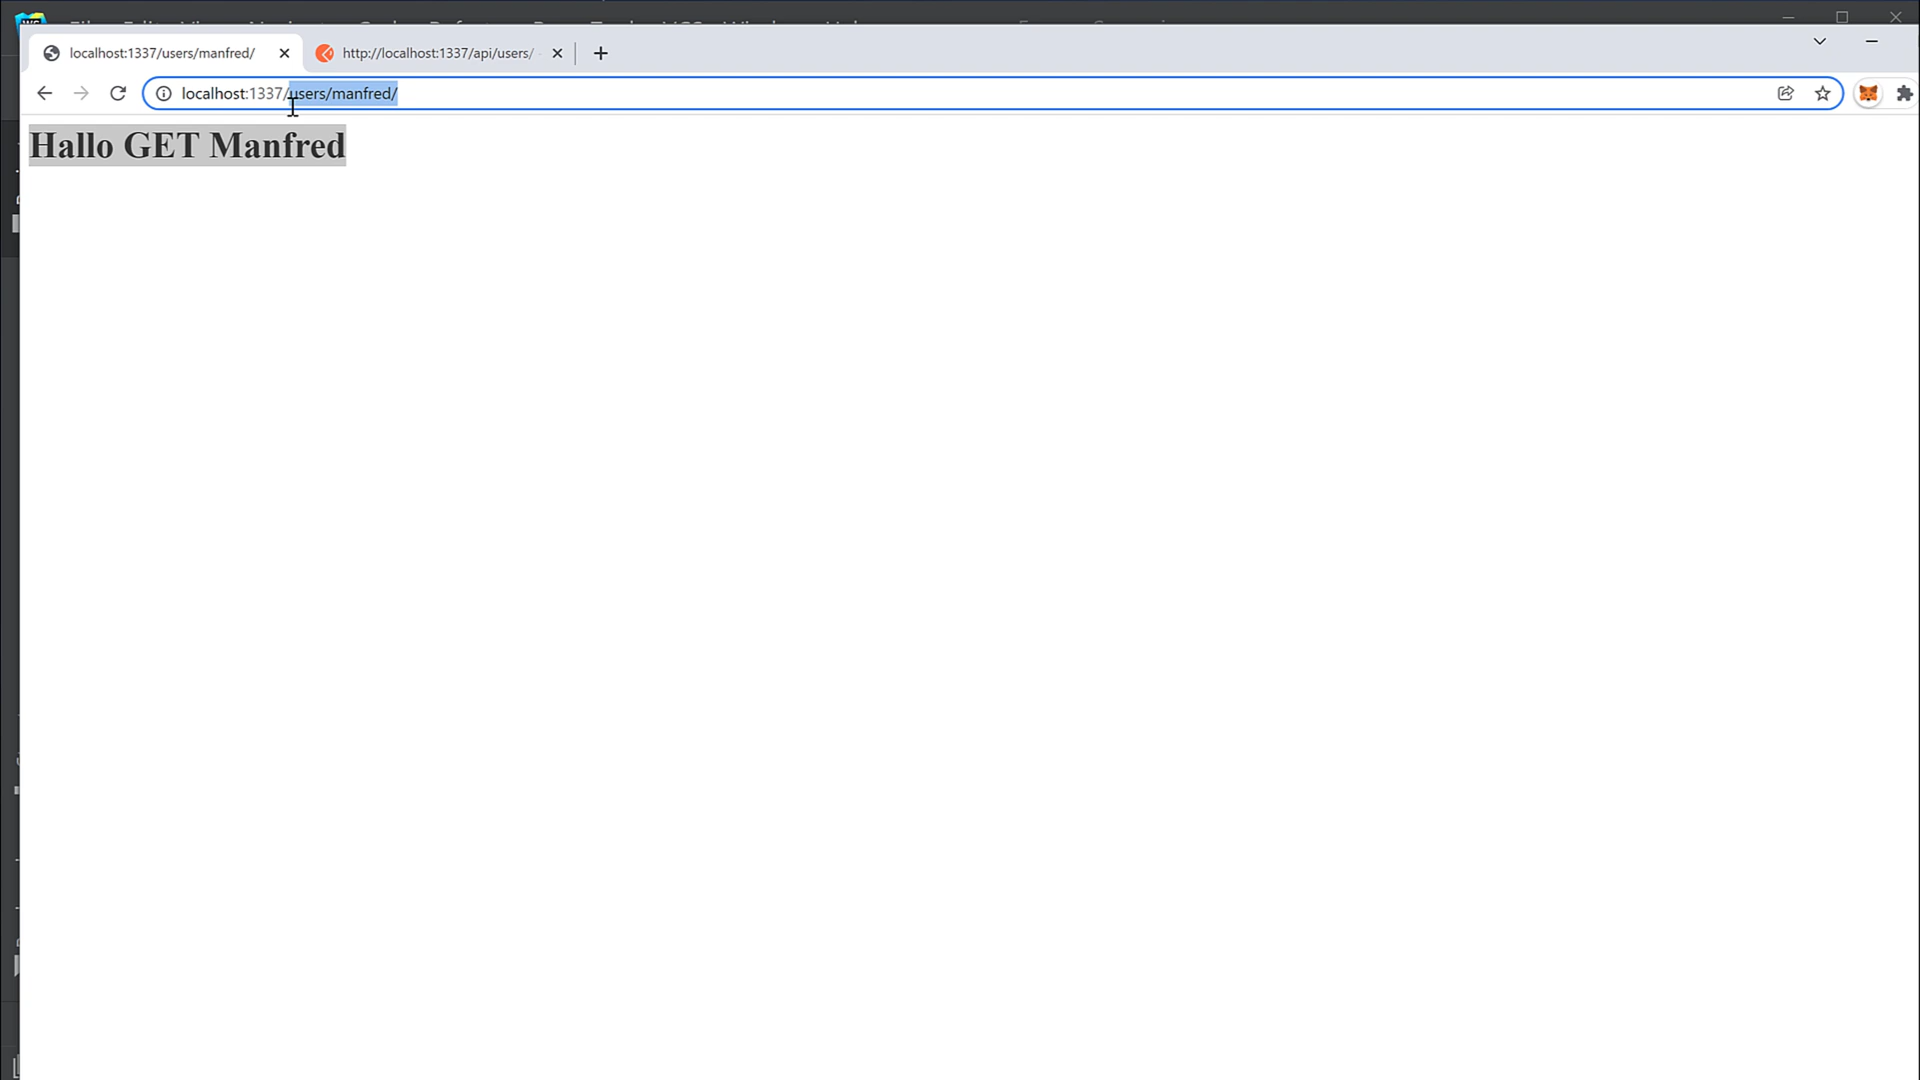 localhost:1337/users/manfred/
http://localhost:1337/api/users/
localhost:1337/users/manfred/
Hallo GET Manfred